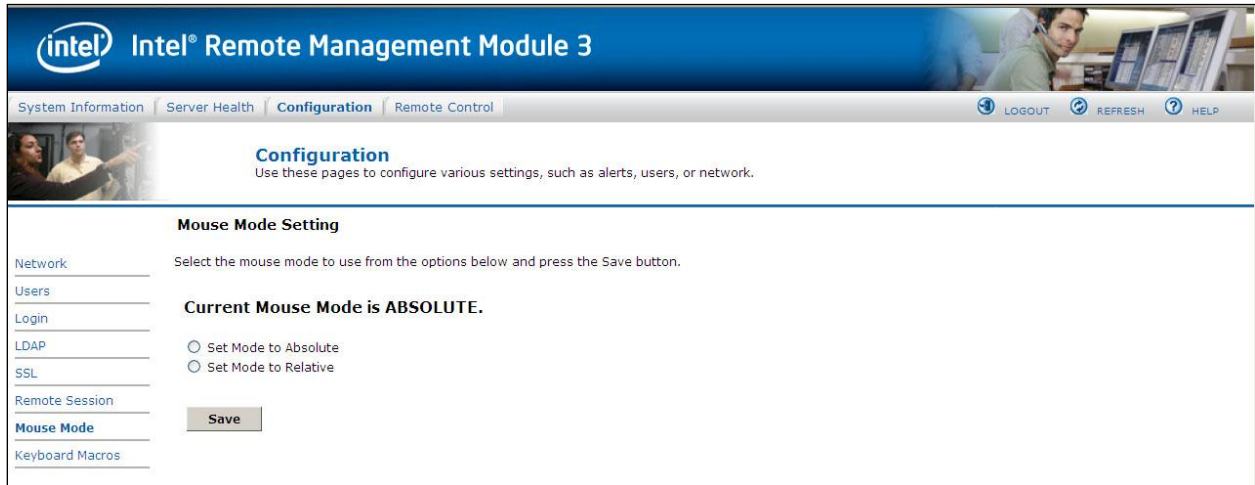 intel® Intel® Remote Management Module 3
System Information Server Health Configuration Remote Control LOGOUT REFRESH HELP
Configuration
Use these pages to configure various settings, such as alerts, users, or network.
Mouse Mode Setting
Select the mouse mode to use from the options below and press the Save button.
Network
Users
Login
LDAP
SSL
Remote Session
Mouse Mode
Keyboard Macros
Current Mouse Mode is ABSOLUTE.
Set Mode to Absolute
Set Mode to Relative
Save